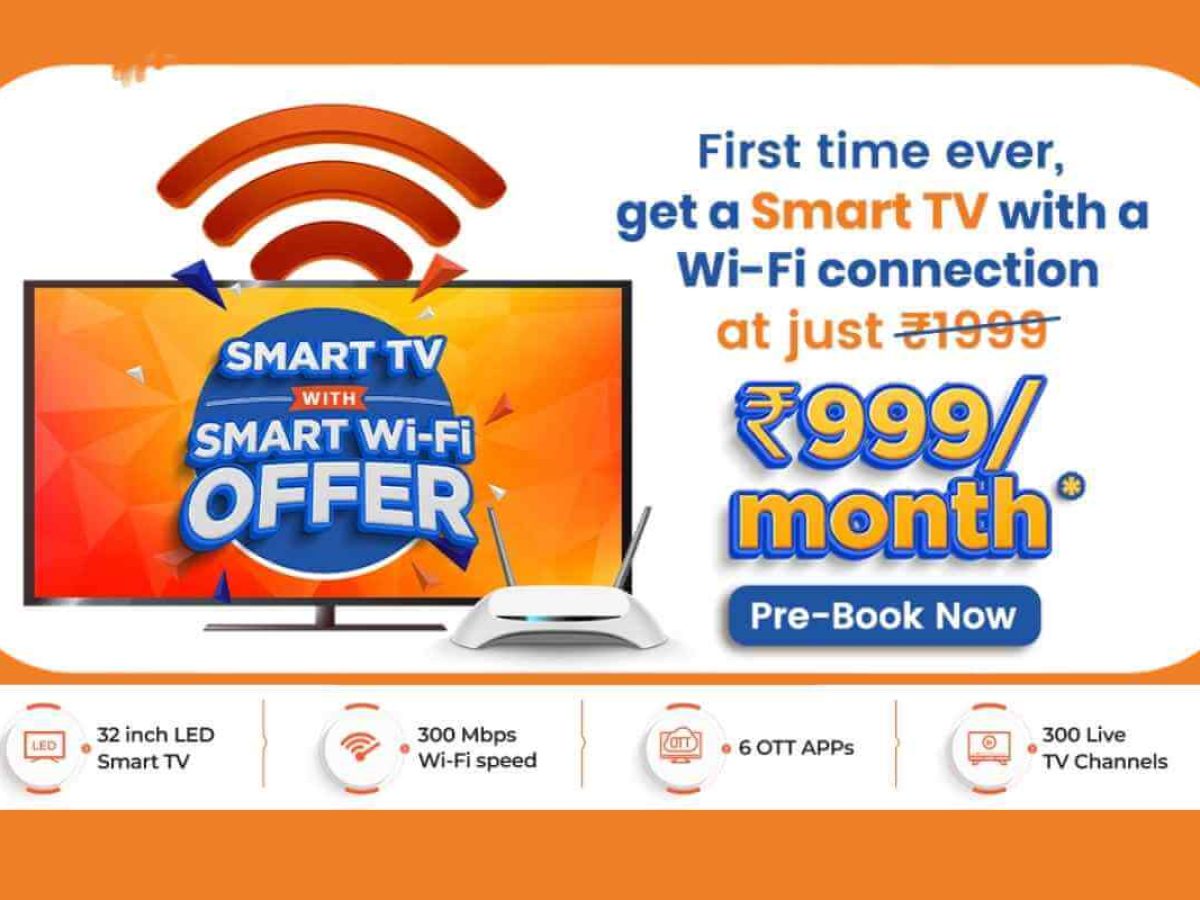 First time ever,
get a Smart TV with a
Wi-Fi connection
at just ₹1999
₹999/
month*
Pre-Book Now
SMART TV
WITH
SMART Wi-Fi
OFFER
LED
32 inch LED
Smart TV
300 Mbps
Wi-Fi speed
OTT
6 OTT APPs
300 Live
TV Channels